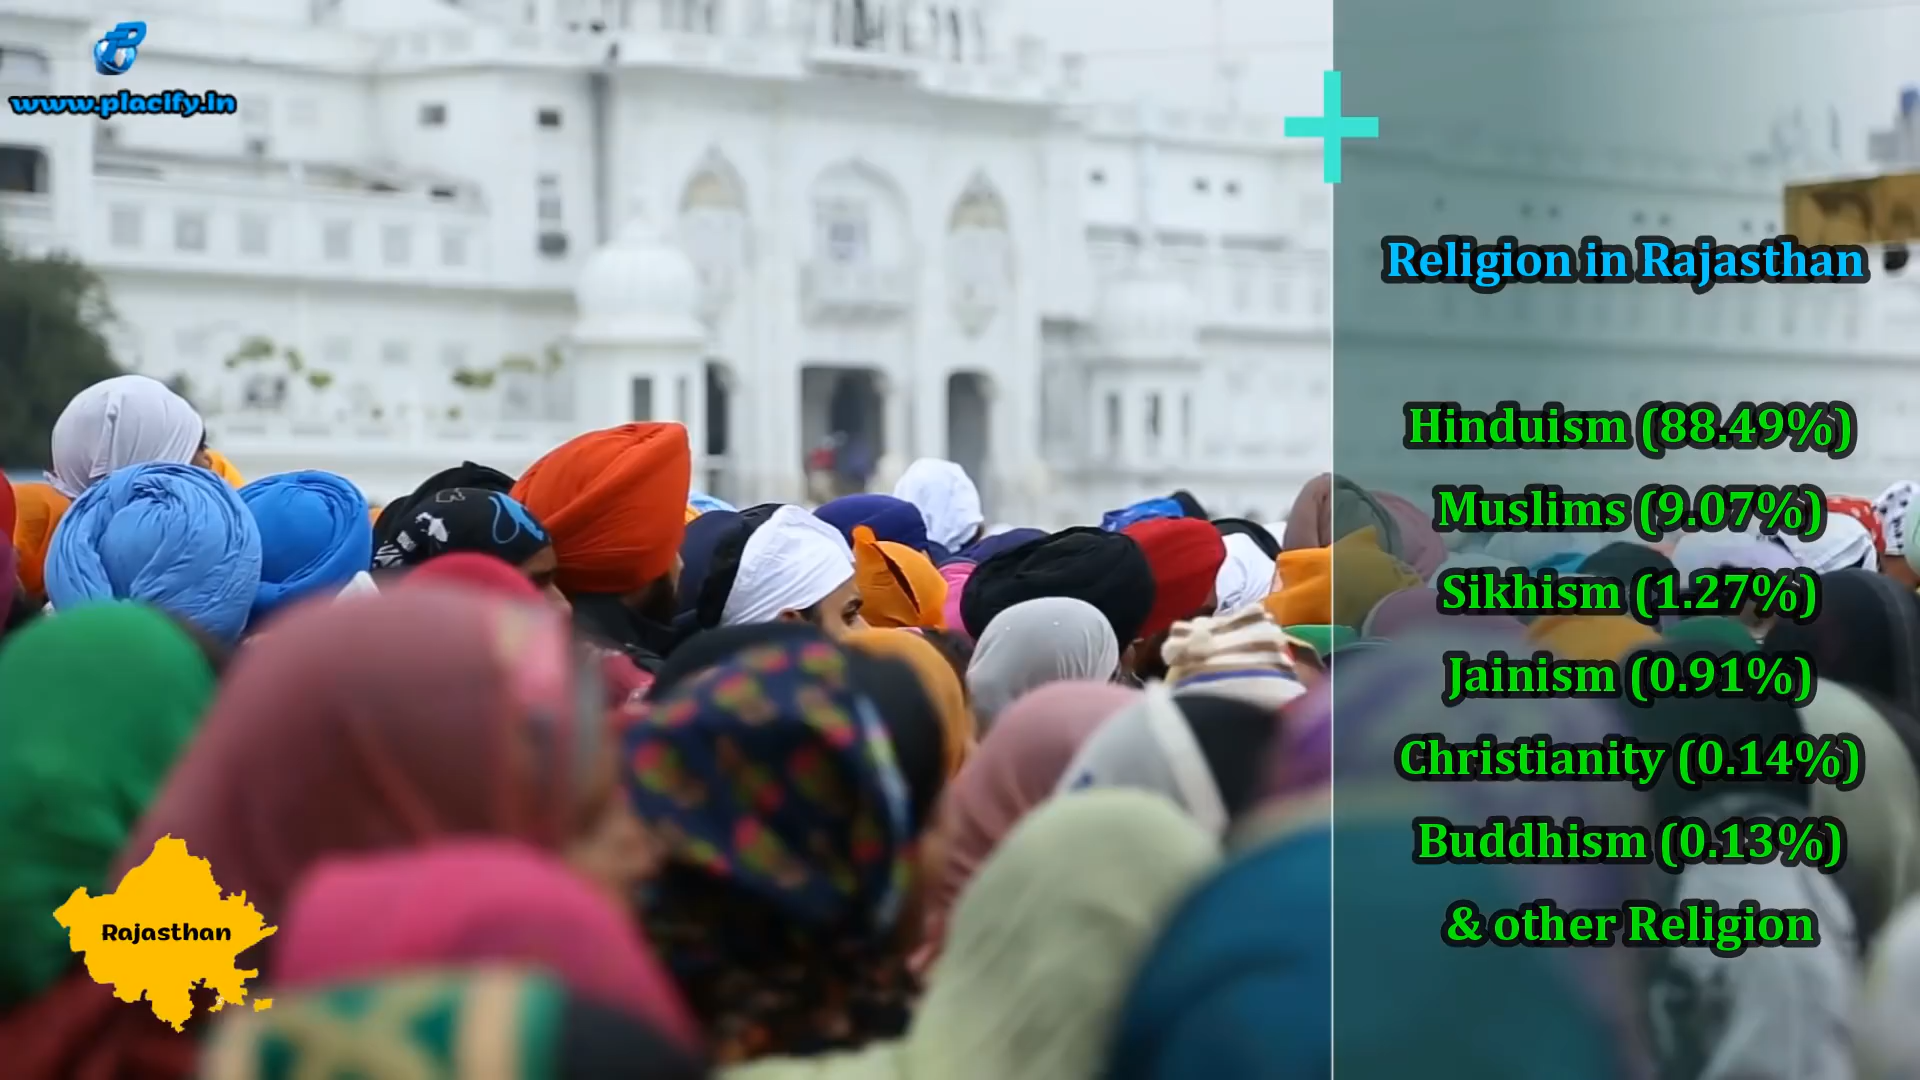 www.placify.in
Religion in Rajasthan
Hinduism (88.49%)
Muslims (9.07%)
Sikhism (1.27%)
Jainism (0.91%)
Christianity (0.14%)
Buddhism (0.13%)
& other Religion
Rajasthan